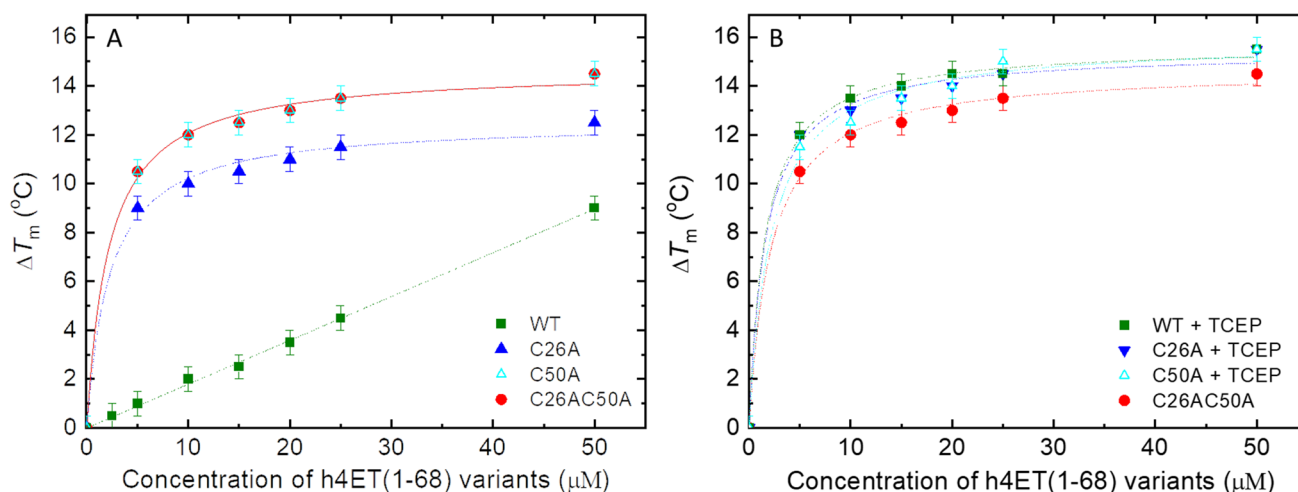 A
16
14
12
10
8
6
4
2
0
ΔTm (°C)
WT
C26A
C50A
C26AC50A
0 10 20 30 40 50
Concentration of h4ET(1-68) variants (μM)
B
16
14
12
10
8
6
4
2
0
ΔTm (°C)
WT + TCEP
C26A + TCEP
C50A + TCEP
C26AC50A
0 10 20 30 40 50
Concentration of h4ET(1-68) variants (μM)